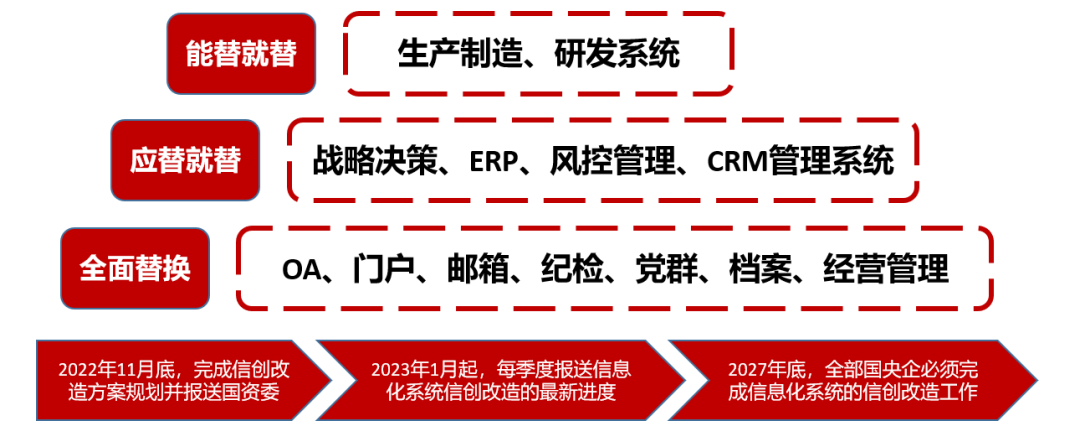 能替就替
生产制造、研发系统
应替就替
战略决策、ERP、风控管理、CRM管理系统
全面替换
OA、门户、邮箱、纪检、党群、档案、经营管理
2022年11月底，完成信创改
造方案规划并报送国资委
2023年1月起，每季度报送信息
化系统信创改造的最新进度
2027年底，全部国央企必须完
成信息化系统的信创改造工作